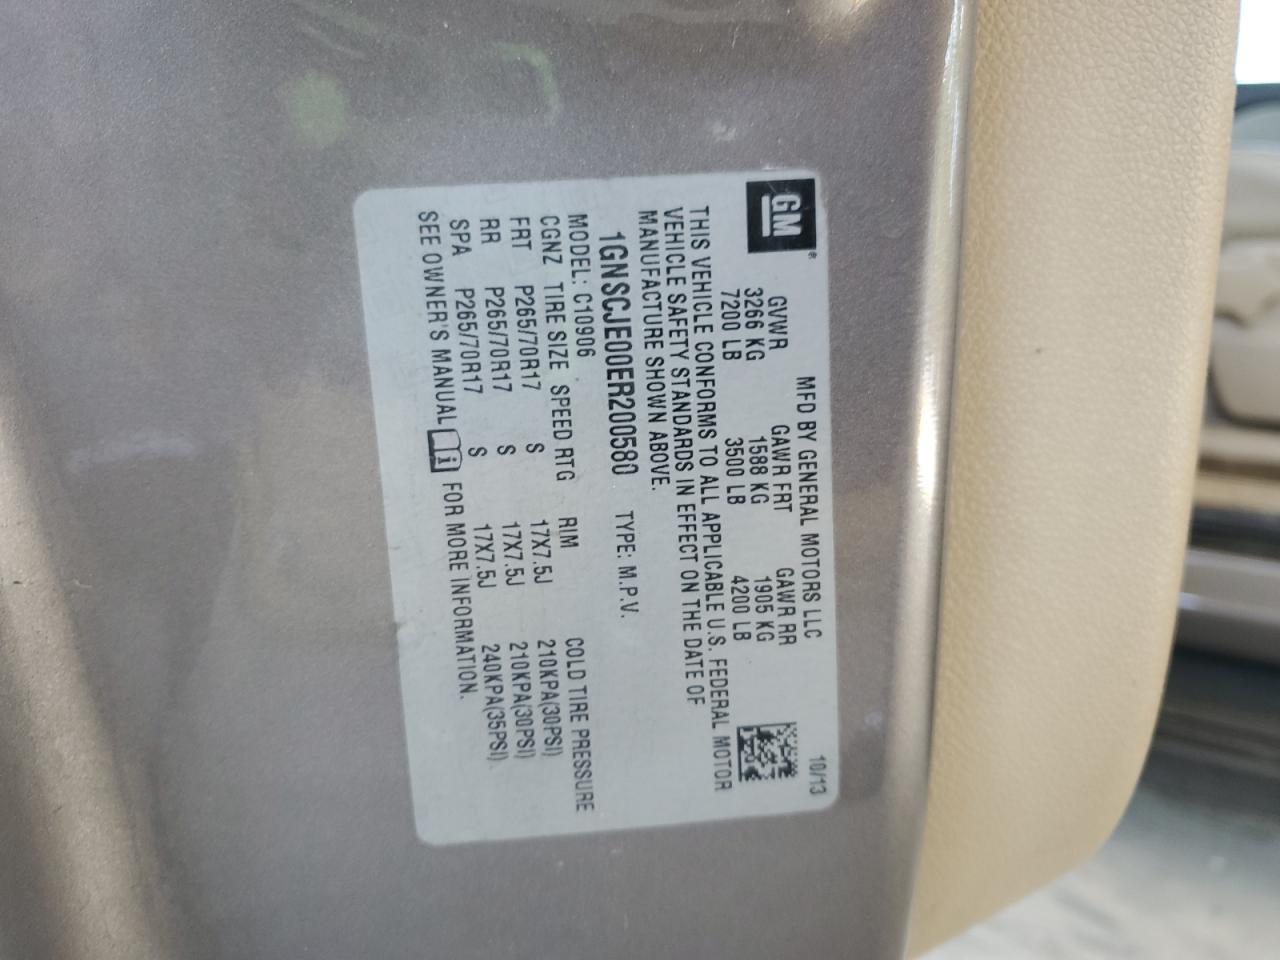 GM ®
MFD BY GENERAL MOTORS LLC 10/13
GVWR GAWR FRT GAWR RR
3266 KG 1588 KG 1905 KG
7200 LB 3500 LB 4200 LB
THIS VEHICLE CONFORMS TO ALL APPLICABLE U.S. FEDERAL MOTOR
VEHICLE SAFETY STANDARDS IN EFFECT ON THE DATE OF
MANUFACTURE SHOWN ABOVE.
1GNSCJE00ER200580 TYPE: M.P.V.
MODEL: C10906
CGNZ TIRE SIZE SPEED RTG RIM COLD TIRE PRESSURE
FRT P265/70R17 S 17X7.5J 210KPA(30PSI)
RR P265/70R17 S 17X7.5J 210KPA(30PSI)
SPA P265/70R17 S 17X7.5J 240KPA(35PSI)
SEE OWNER'S MANUAL i FOR MORE INFORMATION.